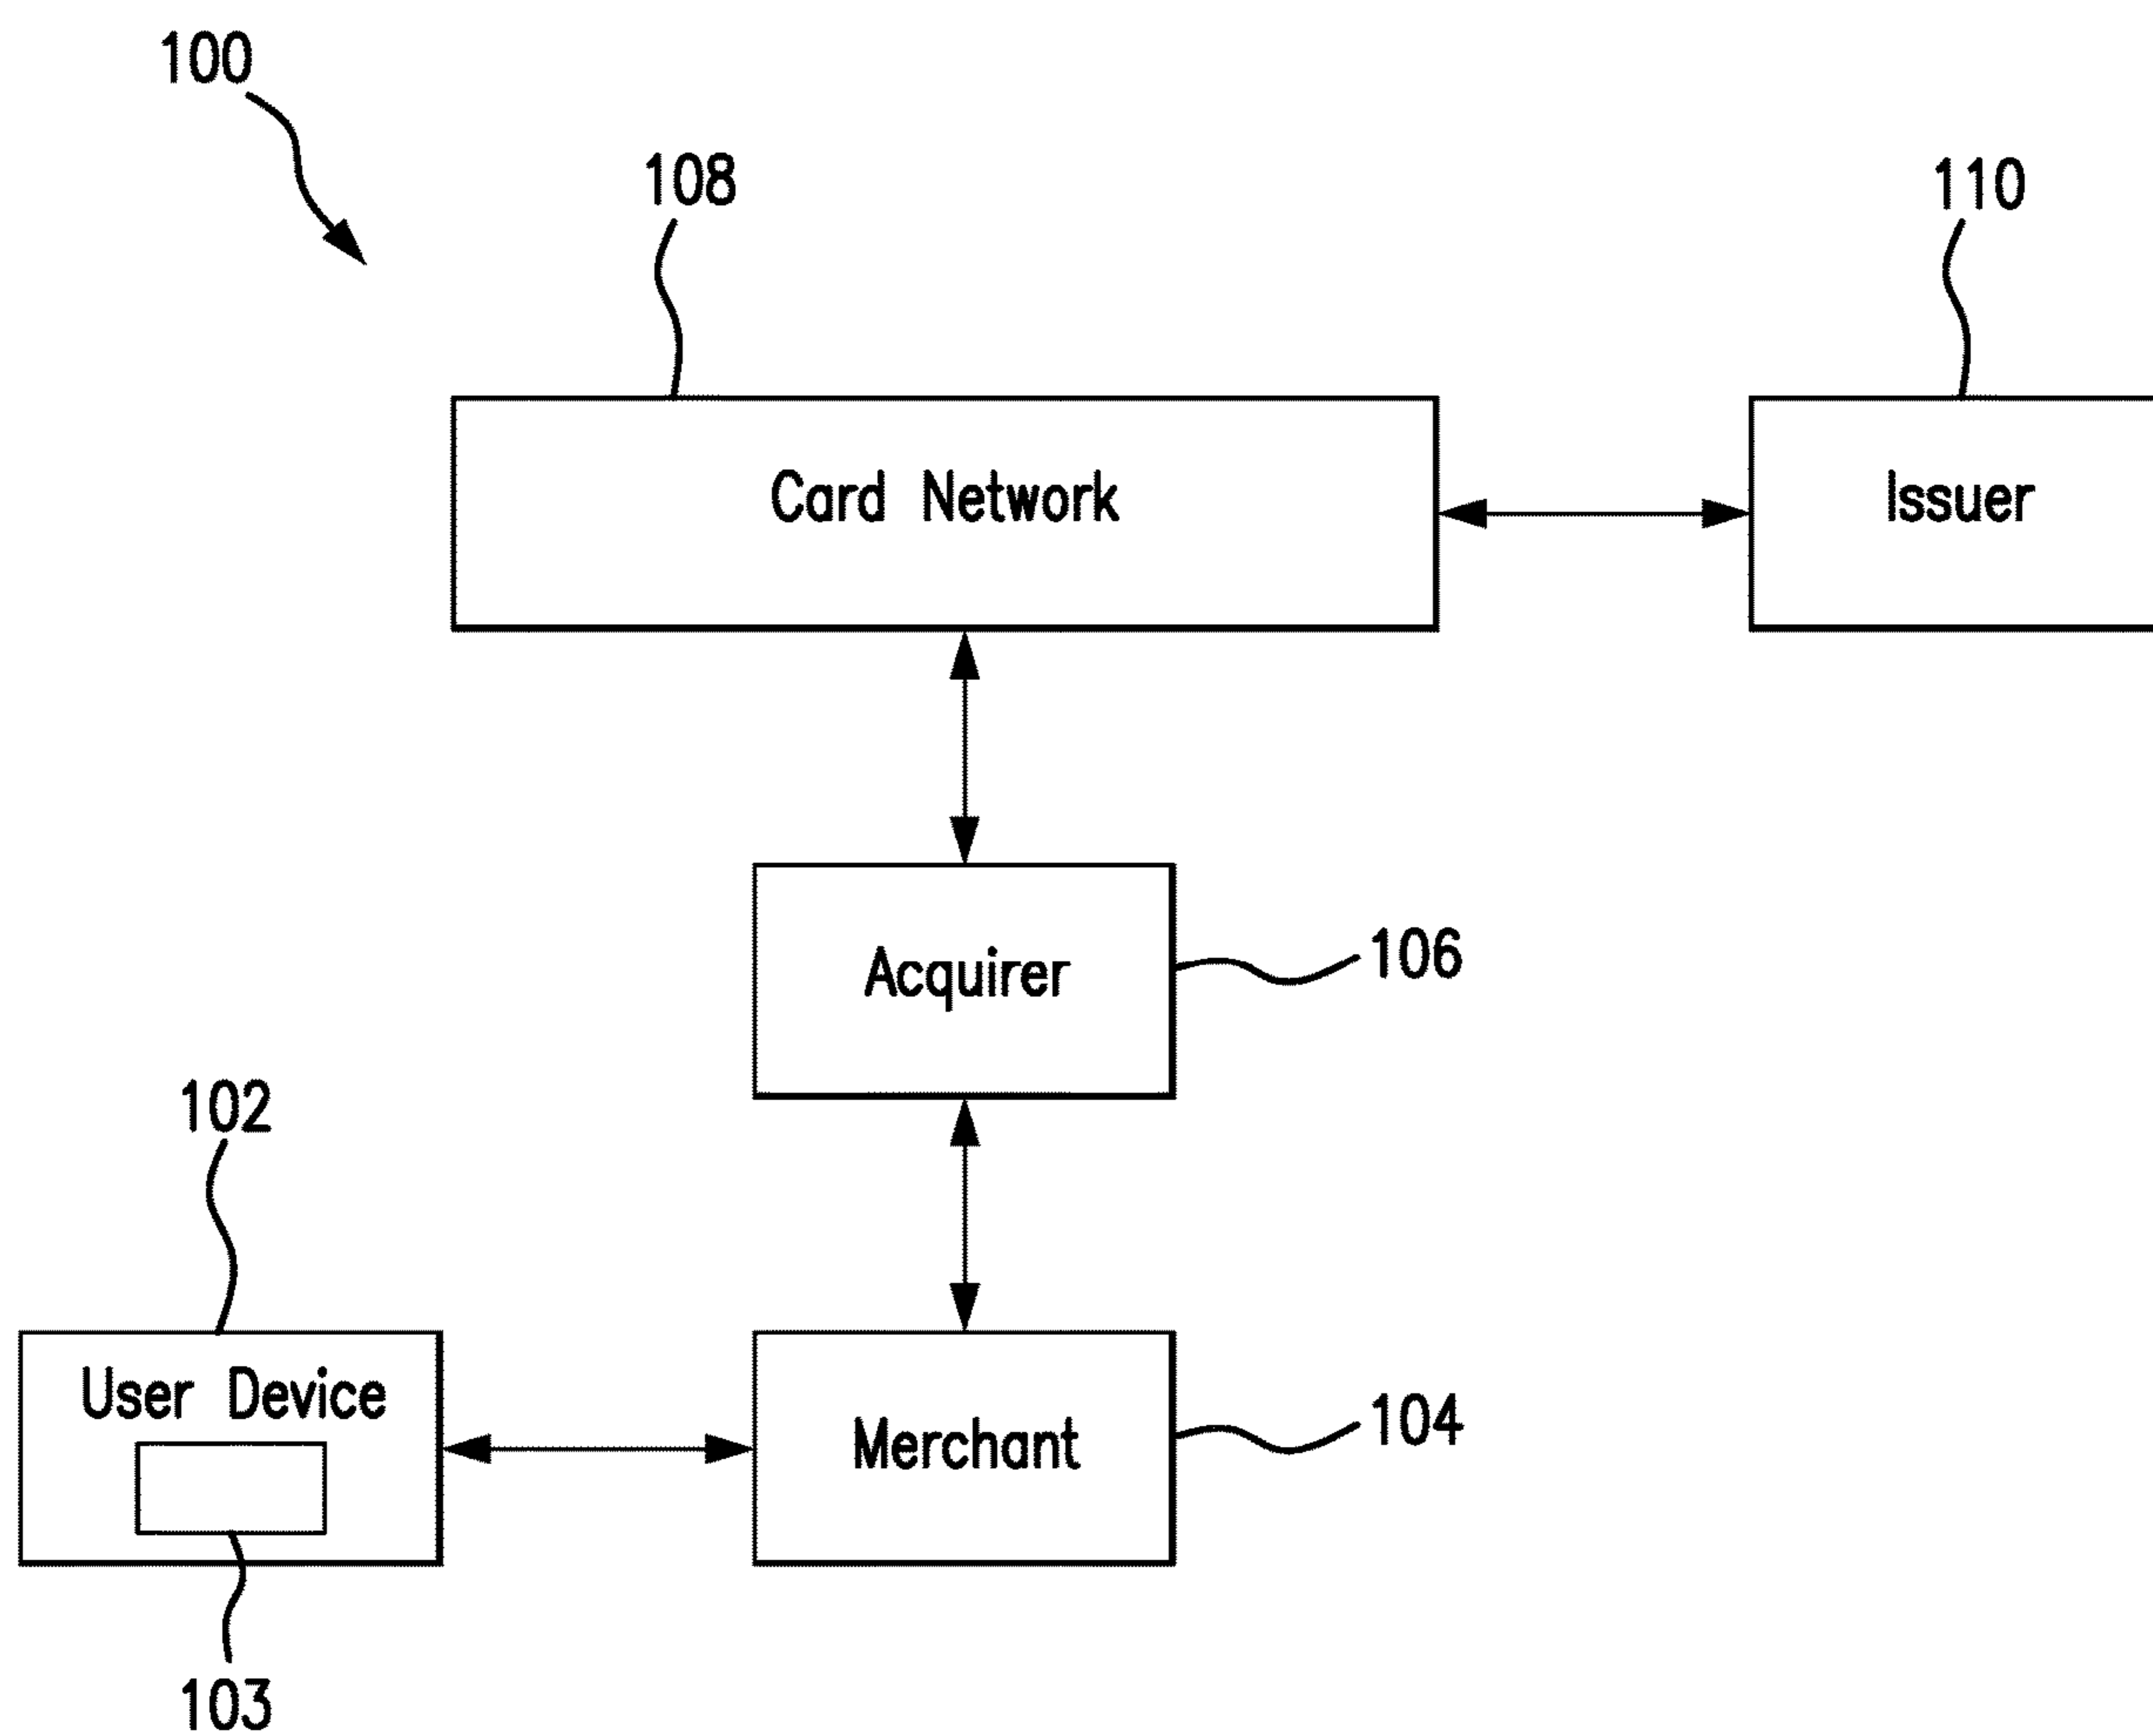 100
108
110
Card Network
Issuer
Acquirer
106
102
User Device
Merchant
104
103